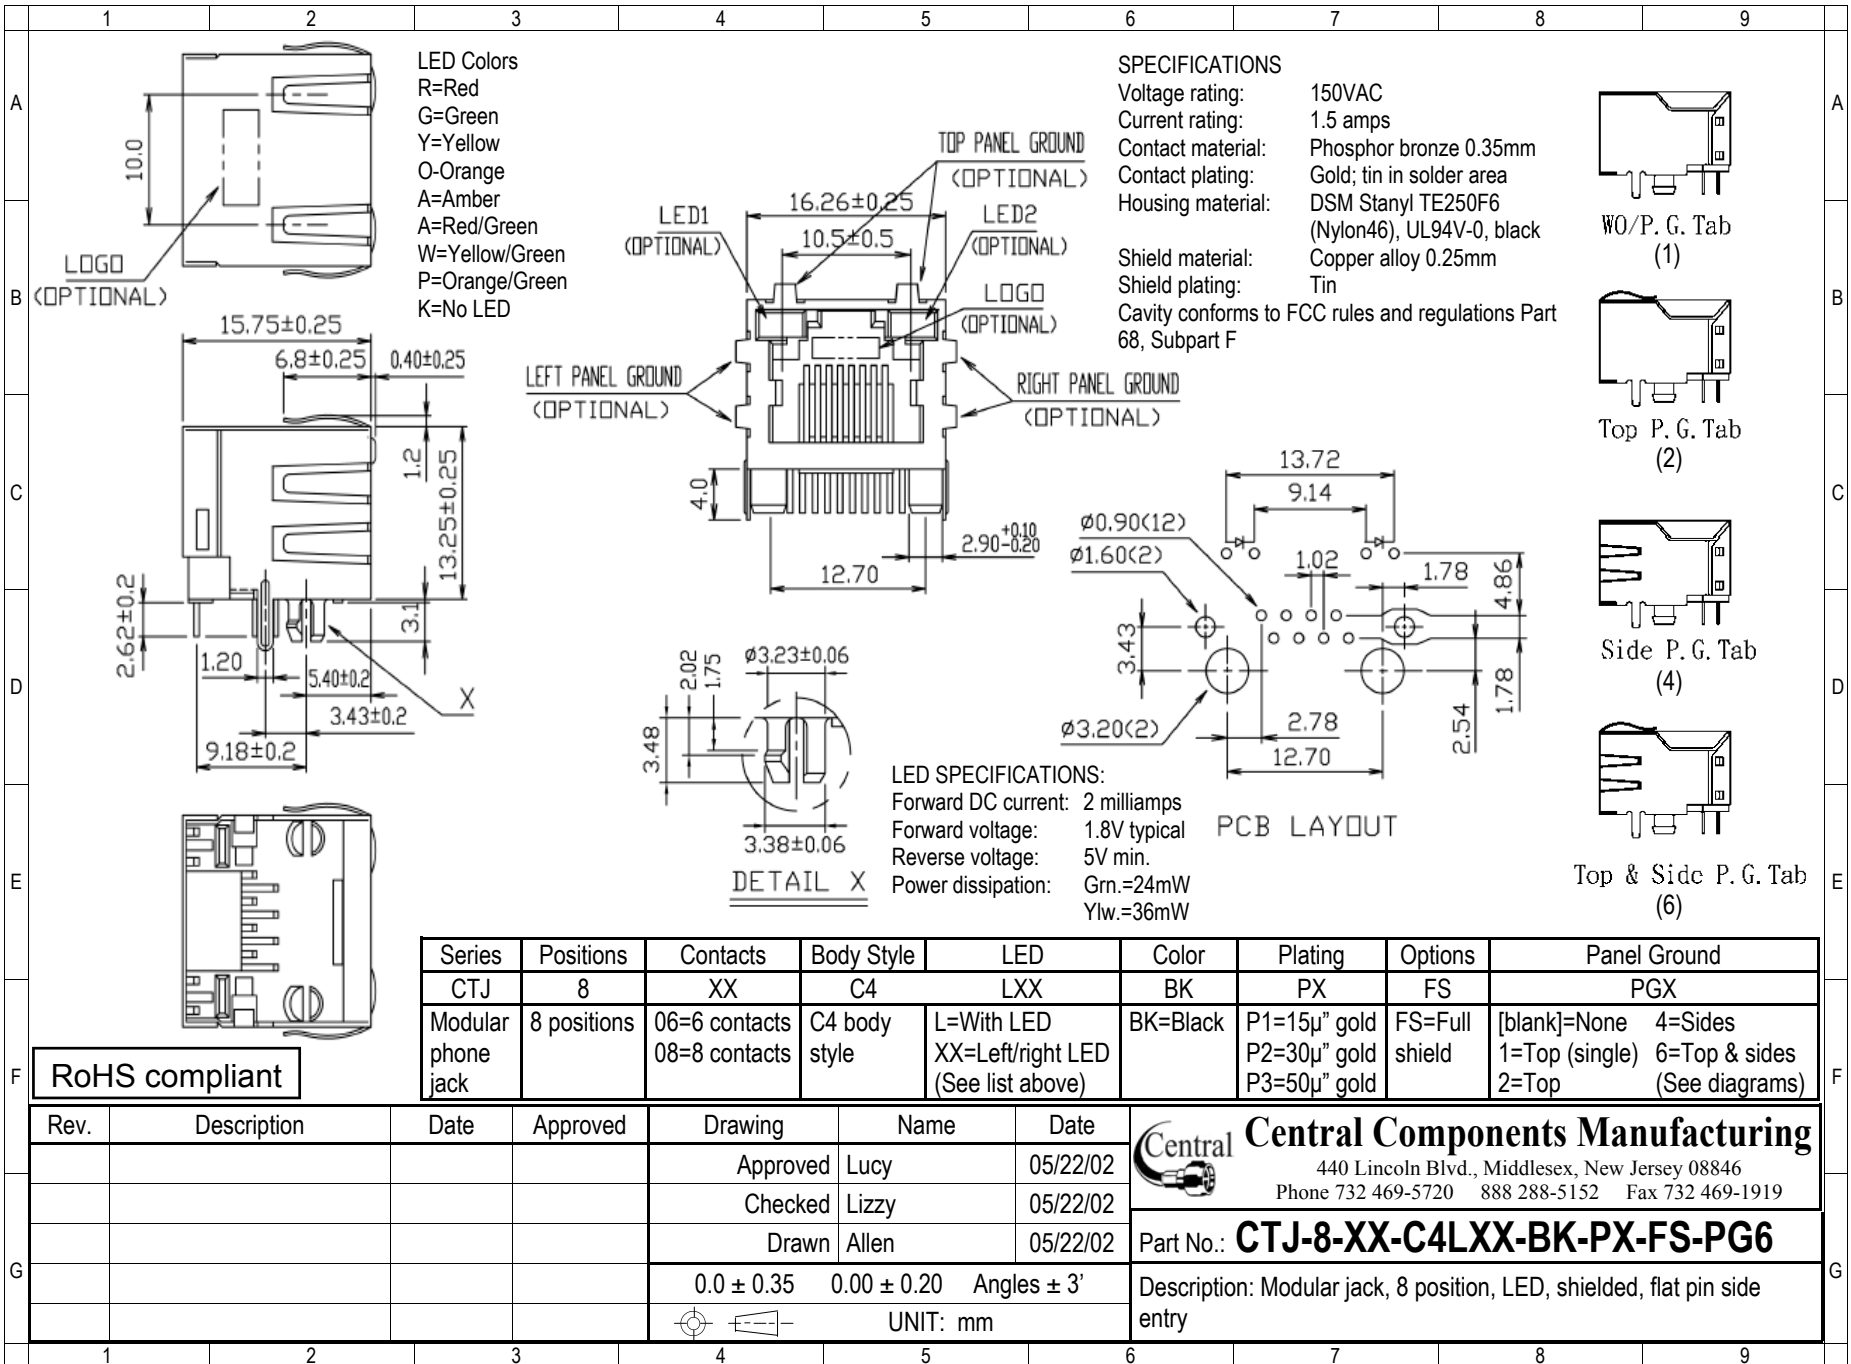 1 2 3 4 5 6 7 8 9
A
B
C
D
E
F
G
A
B
C
D
E
F
G
10.0
LOGO
(OPTIONAL)
LED Colors
R=Red
G=Green
Y=Yellow
O-Orange
A=Amber
A=Red/Green
W=Yellow/Green
P=Orange/Green
K=No LED
TOP PANEL GROUND
(OPTIONAL)
16.26±0.25
10.5±0.5
LED1
(OPTIONAL)
LED2
(OPTIONAL)
LOGO
(OPTIONAL)
LEFT PANEL GROUND
(OPTIONAL)
RIGHT PANEL GROUND
(OPTIONAL)
4.0
2.90 +0.10 -0.20
12.70
SPECIFICATIONS
Voltage rating: 150VAC
Current rating: 1.5 amps
Contact material: Phosphor bronze 0.35mm
Contact plating: Gold; tin in solder area
Housing material: DSM Stanyl TE250F6
(Nylon46), UL94V-0, black
Shield material: Copper alloy 0.25mm
Shield plating: Tin
Cavity conforms to FCC rules and regulations Part
68, Subpart F
WO/P.G.Tab
(1)
Top P.G.Tab
(2)
Side P.G.Tab
(4)
Top & Side P.G.Tab
(6)
15.75±0.25
6.8±0.25
0.40±0.25
1.2
13.25±0.25
3.1
2.62±0.2
1.20
5.40±0.2
3.43±0.2
9.18±0.2
X
2.02
1.75
ø3.23±0.06
3.48
3.38±0.06
DETAIL X
13.72
9.14
ø0.90(12)
ø1.60(2)
1.02
1.78
4.86
3.43
ø3.20(2)
2.78
12.70
2.54
1.78
PCB LAYOUT
LED SPECIFICATIONS:
Forward DC current: 2 milliamps
Forward voltage: 1.8V typical
Reverse voltage: 5V min.
Power dissipation: Grn.=24mW
Ylw.=36mW
Series Positions Contacts Body Style LED Color Plating Options Panel Ground
CTJ 8 XX C4 LXX BK PX FS PGX
Modular 8 positions 06=6 contacts C4 body L=With LED BK=Black P1=15µ” gold FS=Full [blank]=None 4=Sides
phone 08=8 contacts style XX=Left/right LED P2=30µ” gold shield 1=Top (single) 6=Top & sides
jack (See list above) P3=50µ” gold 2=Top (See diagrams)
RoHS compliant
Rev. Description Date Approved Drawing Name Date
Approved Lucy 05/22/02
Checked Lizzy 05/22/02
Drawn Allen 05/22/02
0.0 ± 0.35 0.00 ± 0.20 Angles ± 3’
UNIT: mm
Central
Central Components Manufacturing
440 Lincoln Blvd., Middlesex, New Jersey 08846
Phone 732 469-5720 888 288-5152 Fax 732 469-1919
Part No.: CTJ-8-XX-C4LXX-BK-PX-FS-PG6
Description: Modular jack, 8 position, LED, shielded, flat pin side
entry
1 2 3 4 5 6 7 8 9